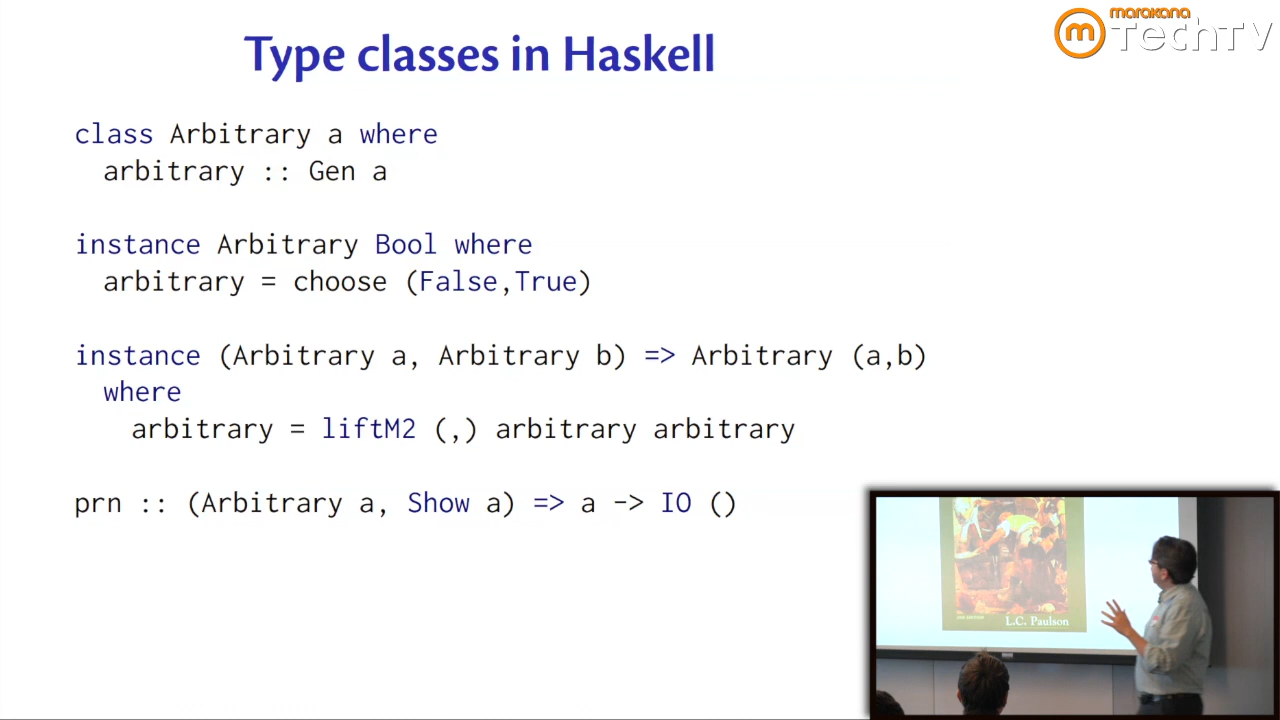 Type classes in Haskell
marakana
TechTV
class Arbitrary a where
arbitrary :: Gen a
instance Arbitrary Bool where
arbitrary = choose (False,True)
instance (Arbitrary a, Arbitrary b) => Arbitrary (a,b)
where
arbitrary = liftM2 (,) arbitrary arbitrary
prn :: (Arbitrary a, Show a) => a -> IO ()
L.C. Paulson